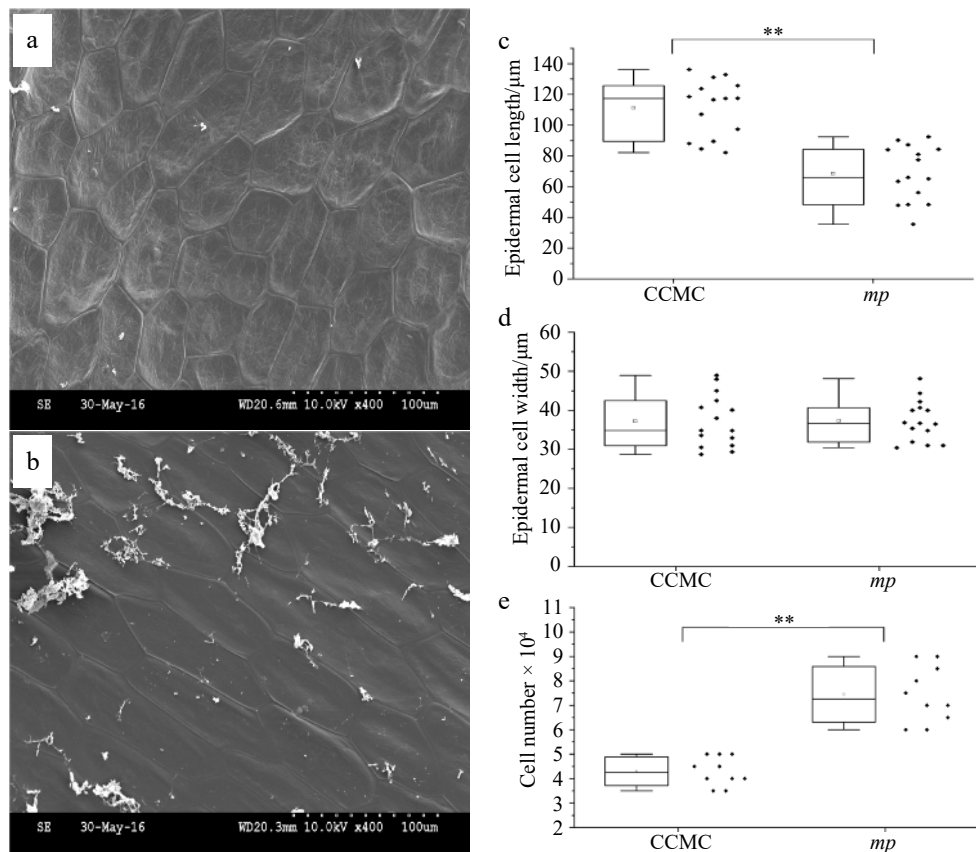 a
SE 30-May-16 WD20.6mm 10.0kV x400 100um
b
SE 30-May-16 WD20.3mm 10.0kV x400 100um
c
**
Epidermal cell length/μm
140
120
100
80
60
40
20
0
CCMC mp
d
Epidermal cell width/μm
60
50
40
30
20
10
0
CCMC mp
e
**
Cell number × 10⁴
11
10
9
8
7
6
5
4
3
2
CCMC mp